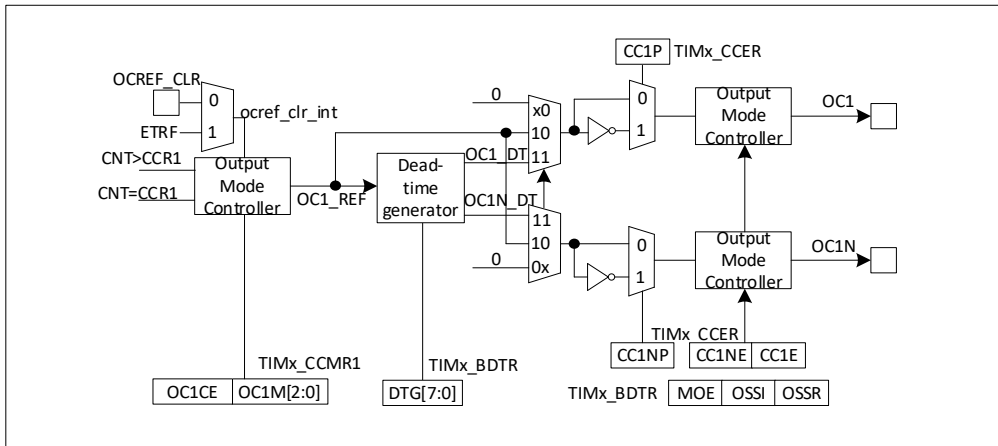 CC1P TIMx_CCER
OCREF_CLR
0
1
ocref_clr_int
ETRF
CNT>CCR1
CNT=CCR1
Output
Mode
Controller
OC1_REF
Dead-
time
generator
OC1_DT
OC1N_DT
0
x0
10
11
11
10
0x
0
0
1
Output
Mode
Controller
OC1
0
1
Output
Mode
Controller
OC1N
TIMx_CCMR1
OC1CE OC1M[2:0]
TIMx_BDTR
DTG[7:0]
TIMx_CCER
CC1NP CC1NE CC1E
TIMx_BDTR MOE OSSI OSSR